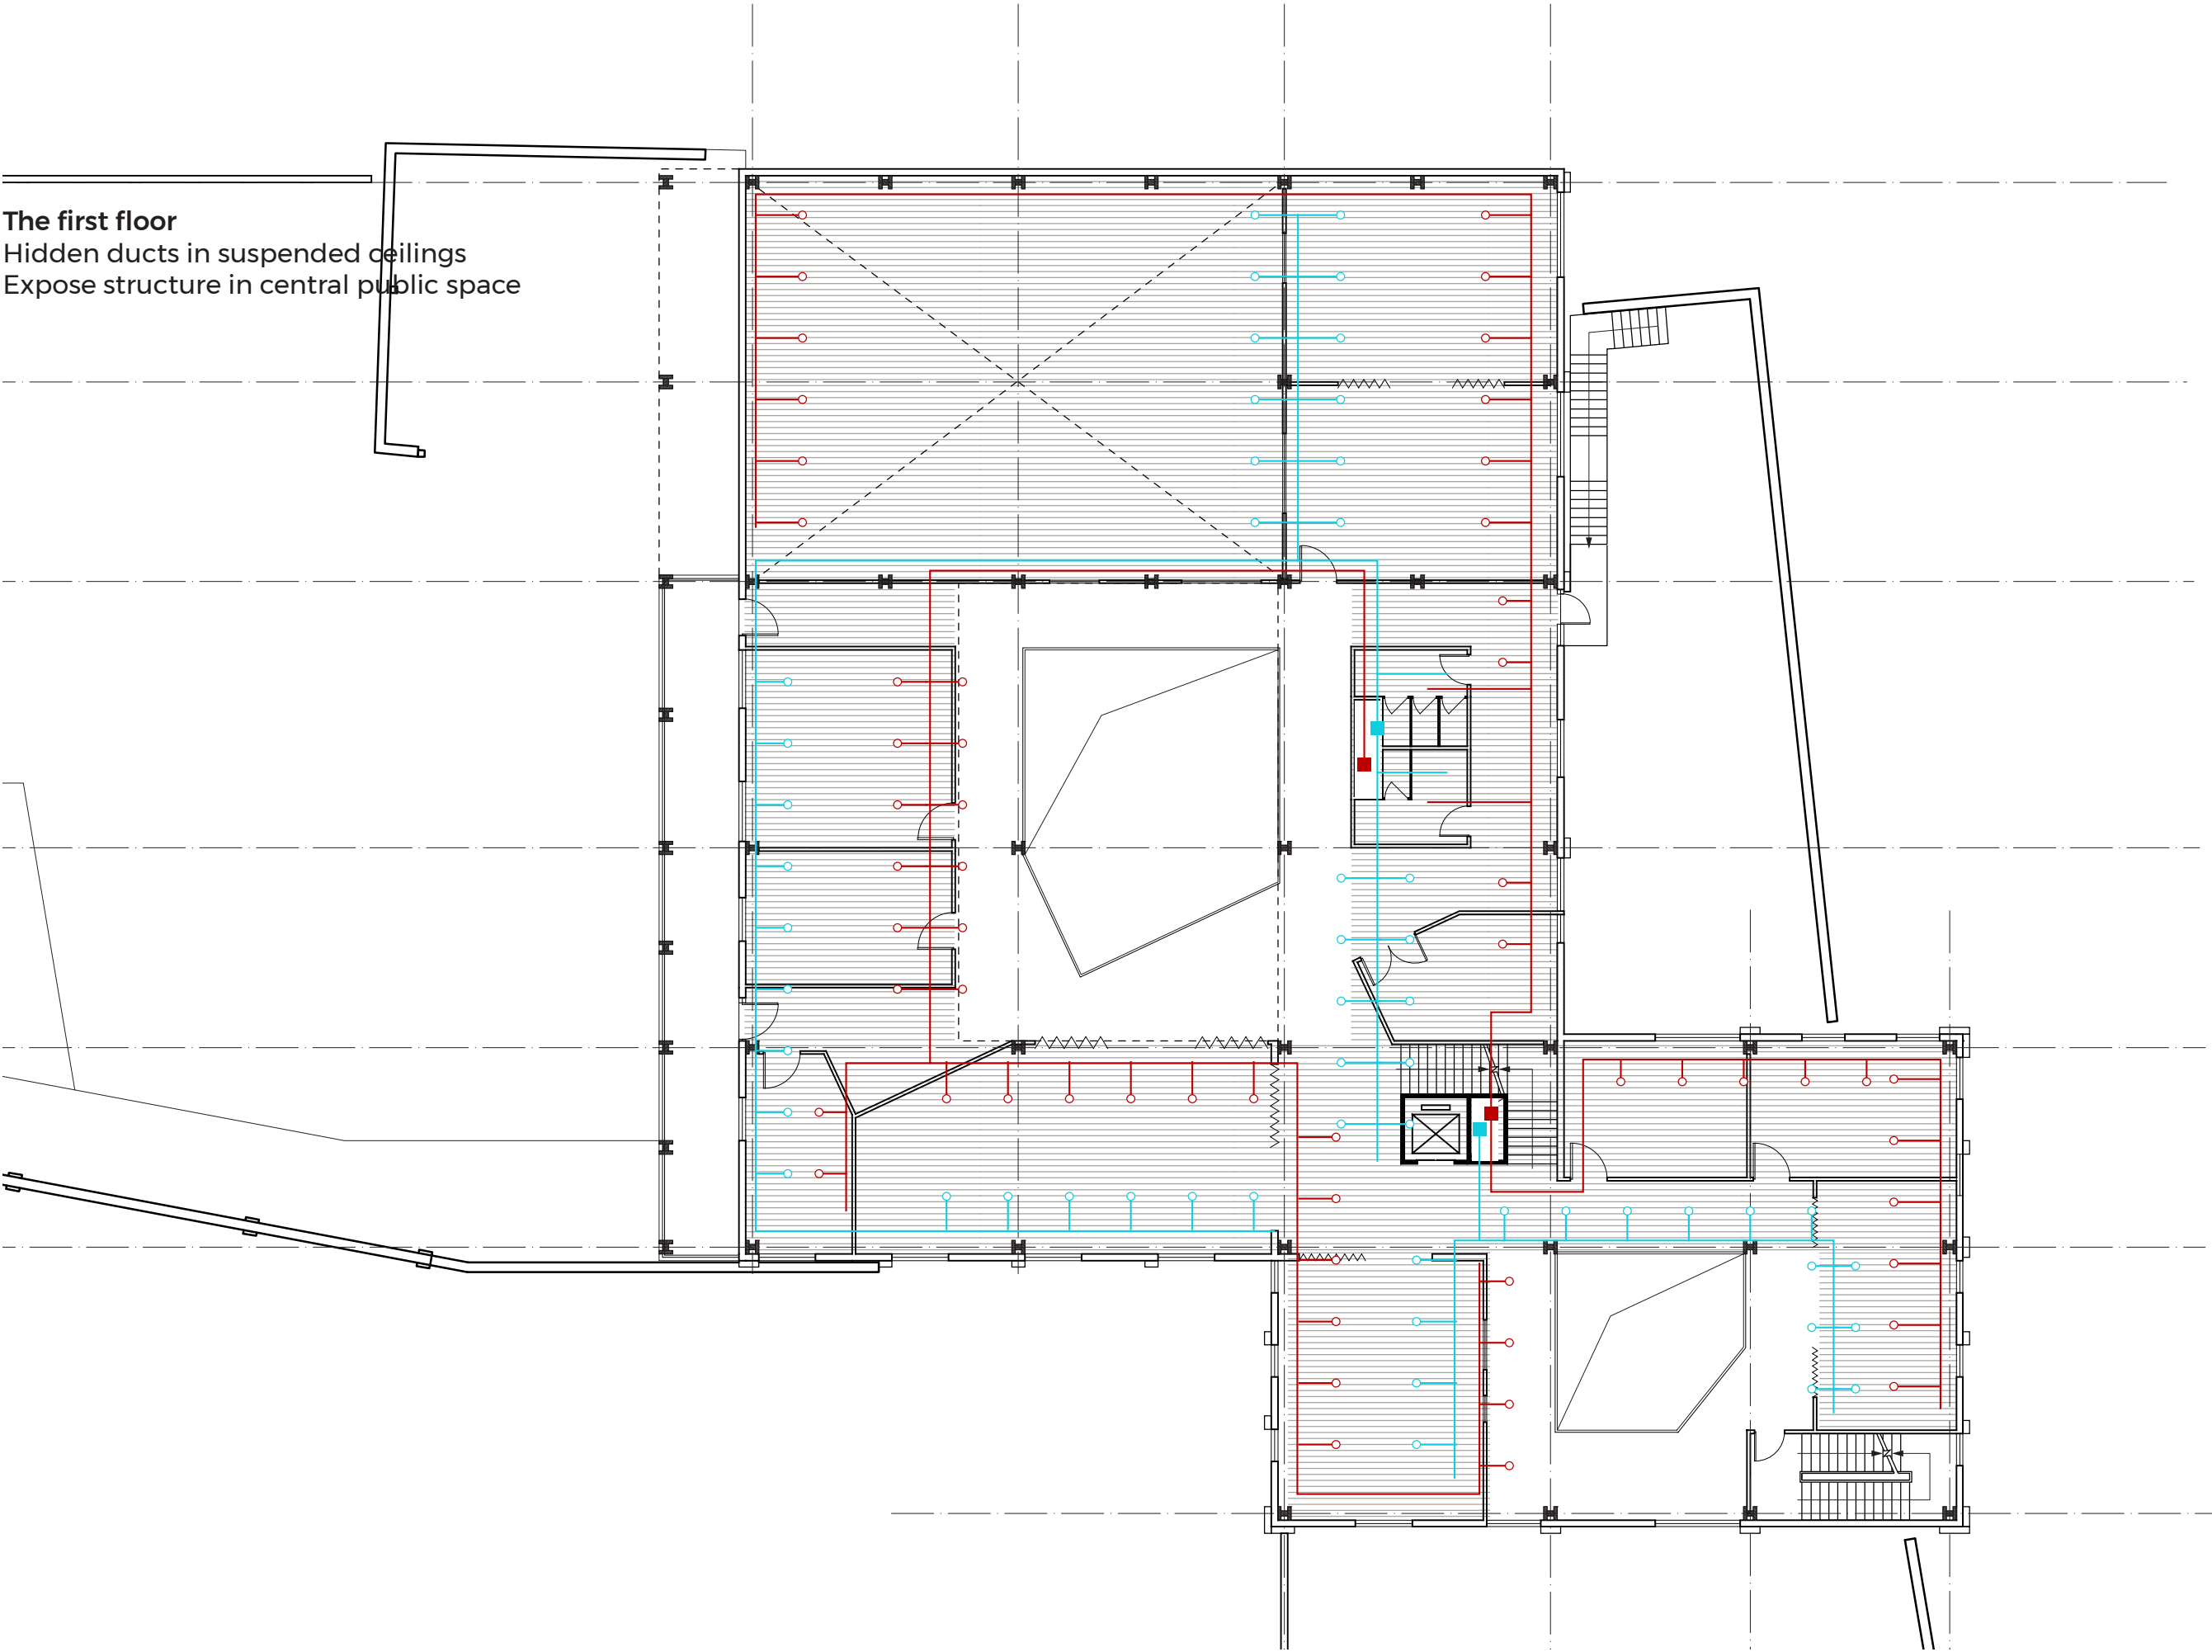 The first floor
Hidden ducts in suspended ceilings
Expose structure in central public space